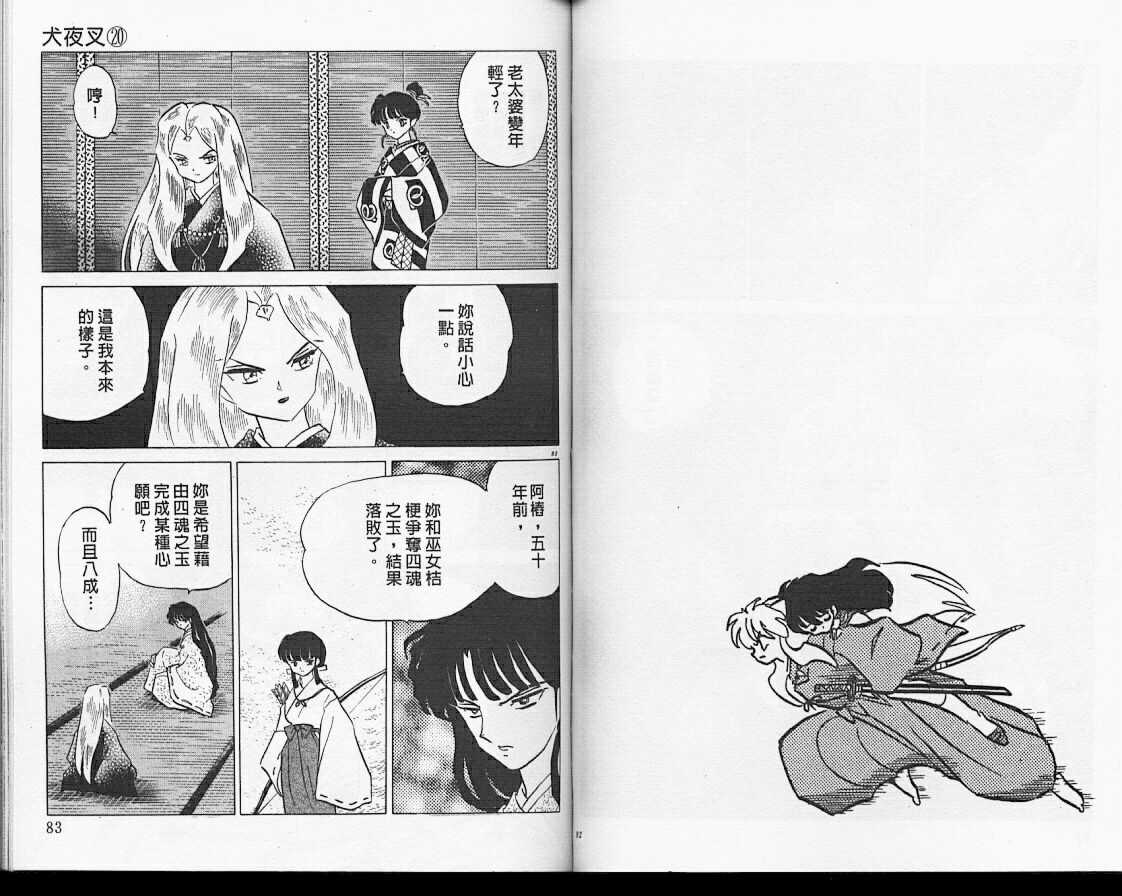 犬夜叉⑳
老太婆變年
輕了？
哼！
妳說話小心
一點。
這是我本來
的樣子。
82
阿椿，五十
年前，
妳和巫女桔
梗爭奪四魂
之玉，結果
落敗了。
妳是希望藉
由四魂之玉
完成某種心
願吧？
而且八成…
83